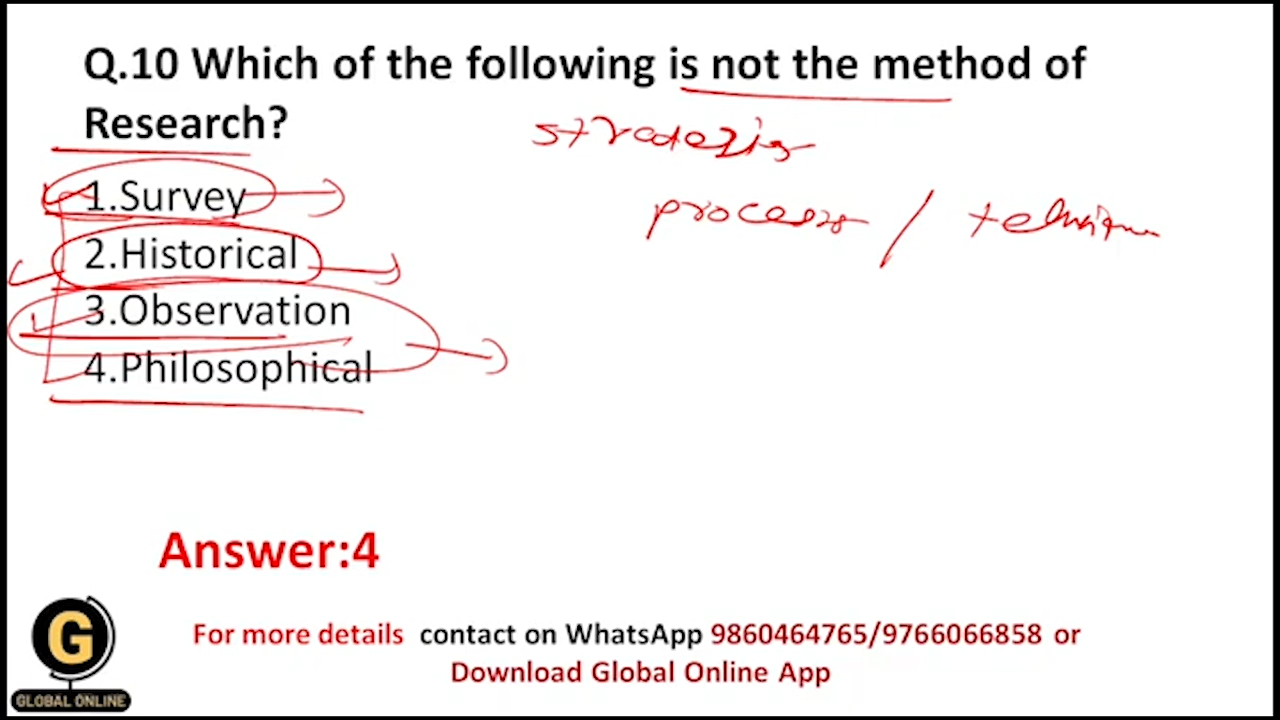 Q.10 Which of the following is not the method of
Research?
strategies
1.Survey
process / technique
2.Historical
3.Observation
4.Philosophical
Answer:4
For more details contact on WhatsApp 9860464765/9766066858 or
Download Global Online App
G
GLOBAL ONLINE